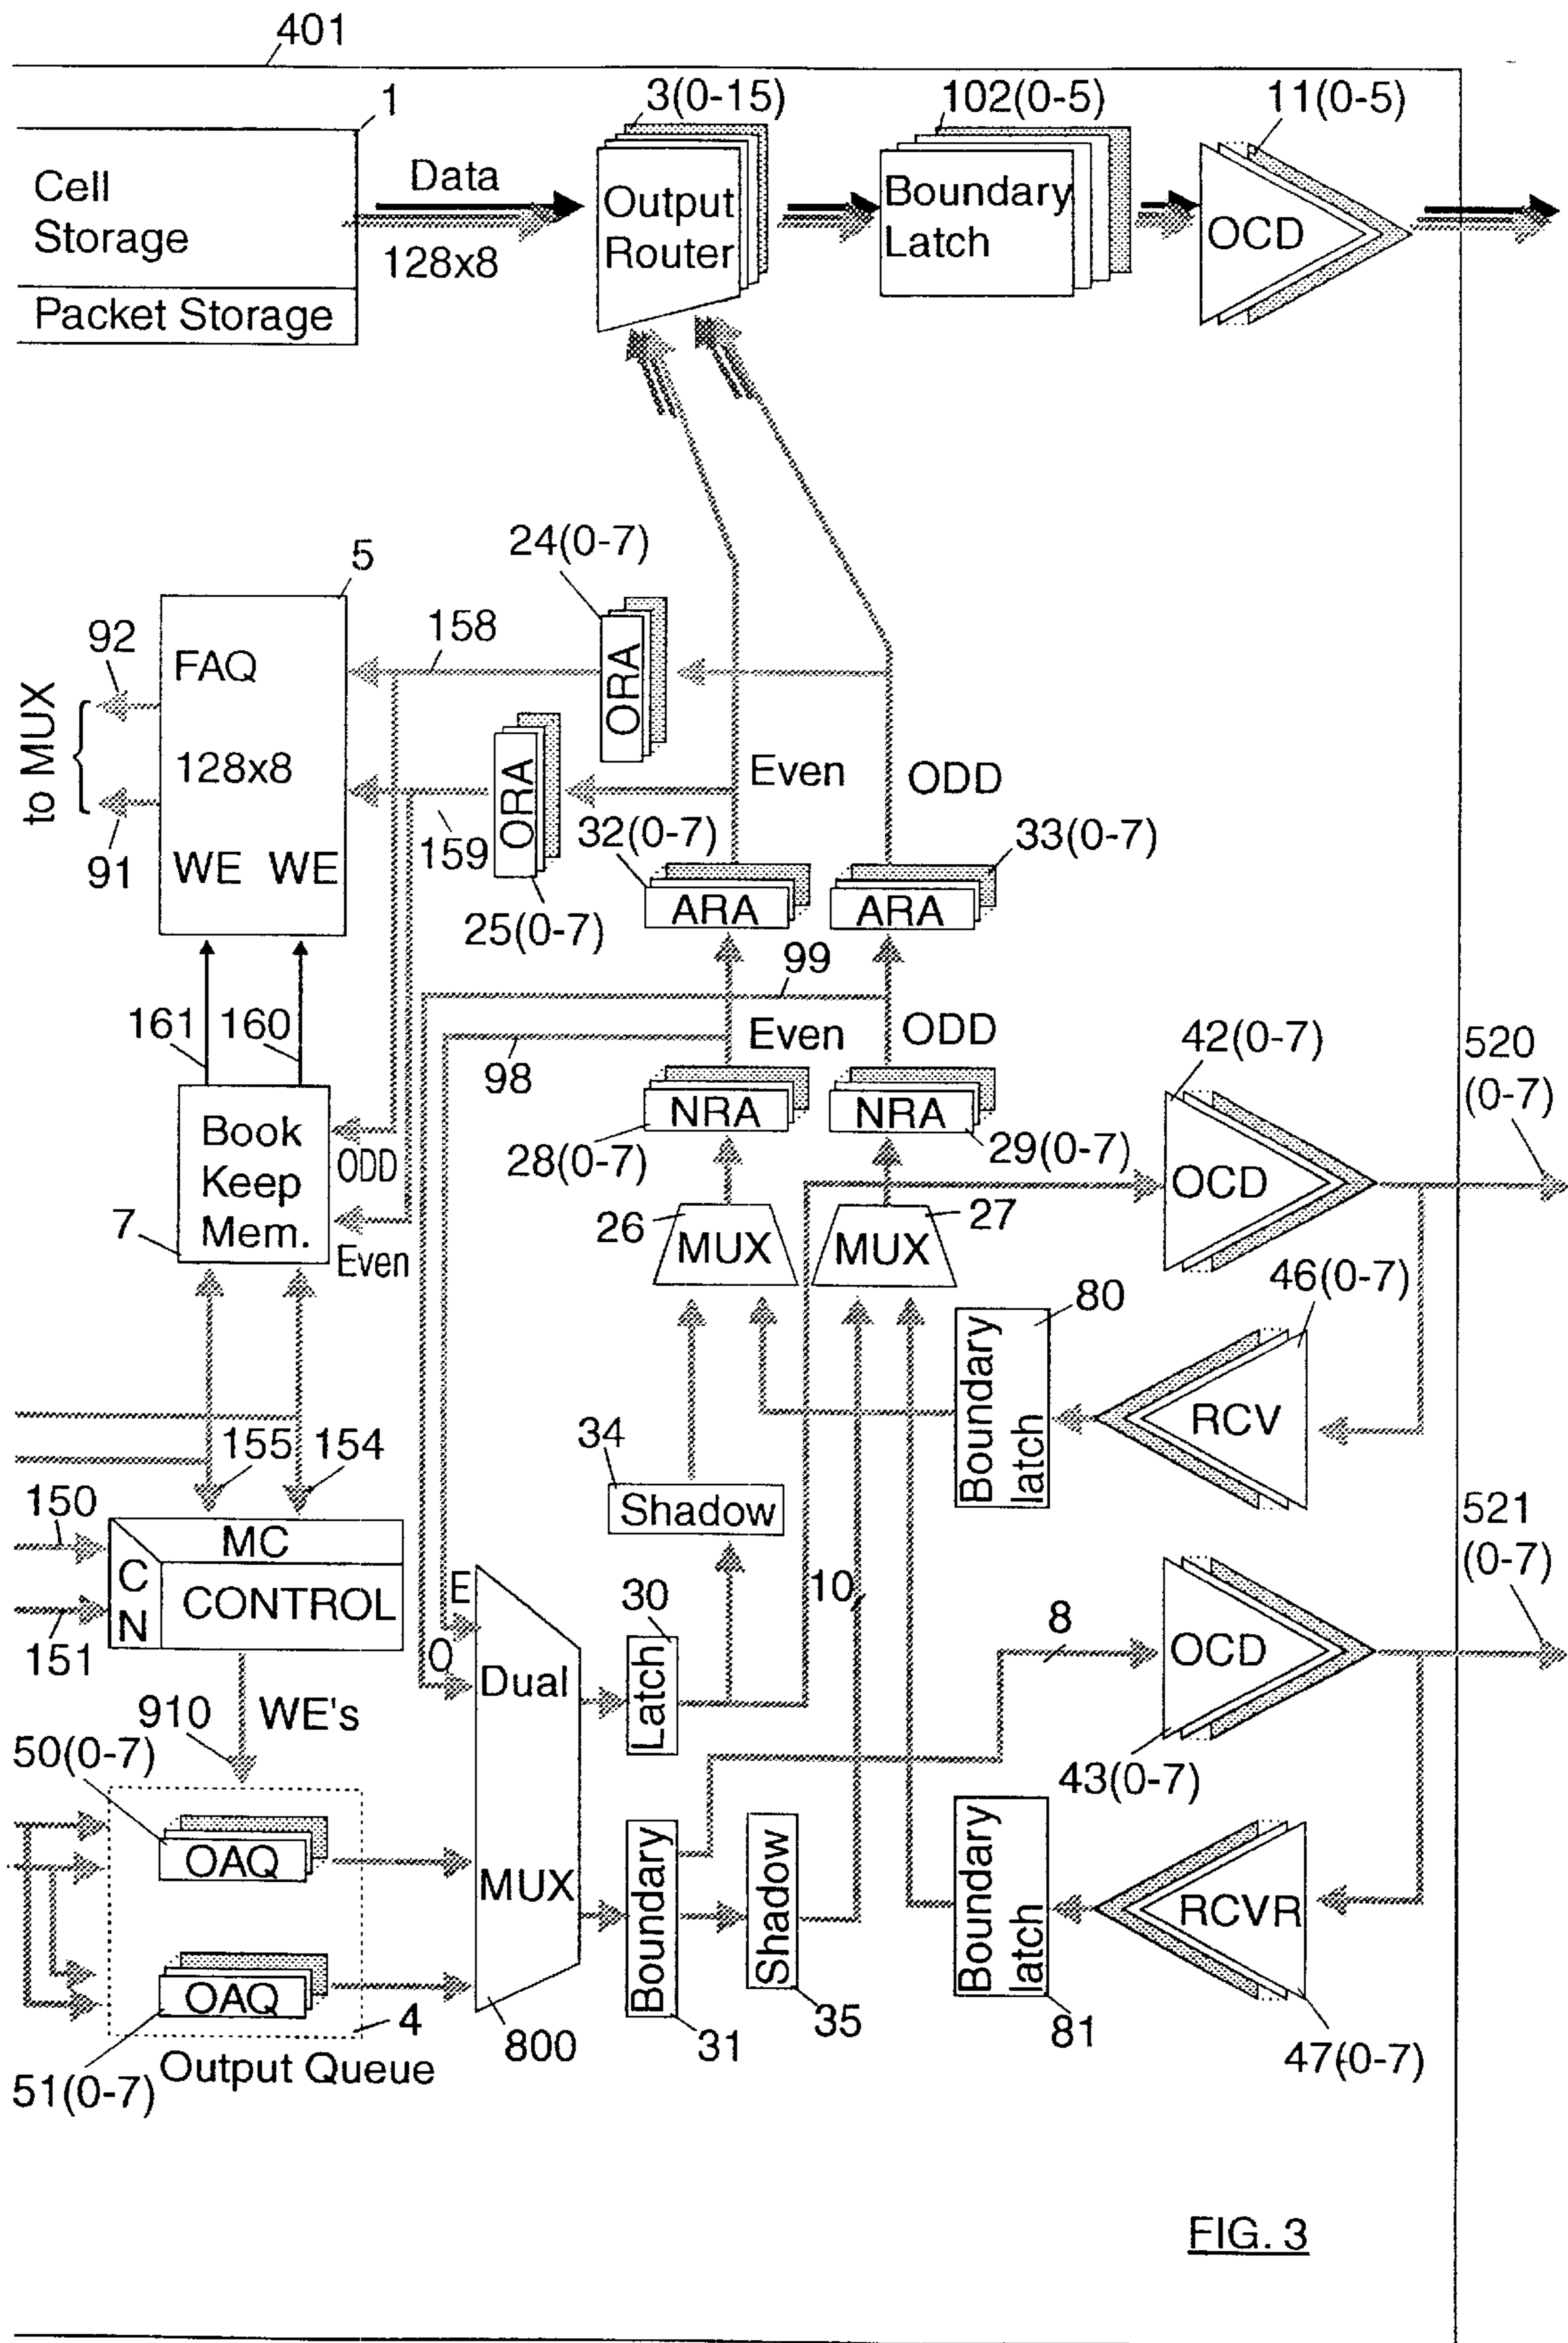 401
1
3(0-15)
102(0-5)
11(0-5)
Cell
Storage
Packet Storage
Data
128x8
Output
Router
Boundary
Latch
OCD
24(0-7)
5
92
158
FAQ
ORA
to MUX
128x8
ORA
Even
ODD
91
WE WE
159
32(0-7)
33(0-7)
25(0-7)
ARA
ARA
99
161
160
Even
ODD
98
42(0-7)
520
(0-7)
Book
Keep
Mem.
ODD
NRA
NRA
28(0-7)
29(0-7)
OCD
7
Even
26
27
MUX
MUX
46(0-7)
80
Boundary
latch
RCV
34
155
154
150
Shadow
521
(0-7)
MC
C
N
CONTROL
151
E
O
30
10
8
OCD
Dual
Latch
910
WE's
50(0-7)
43(0-7)
OAQ
MUX
Boundary
Shadow
Boundary
latch
RCVR
OAQ
4
800
31
35
81
47(0-7)
Output Queue
51(0-7)
FIG. 3